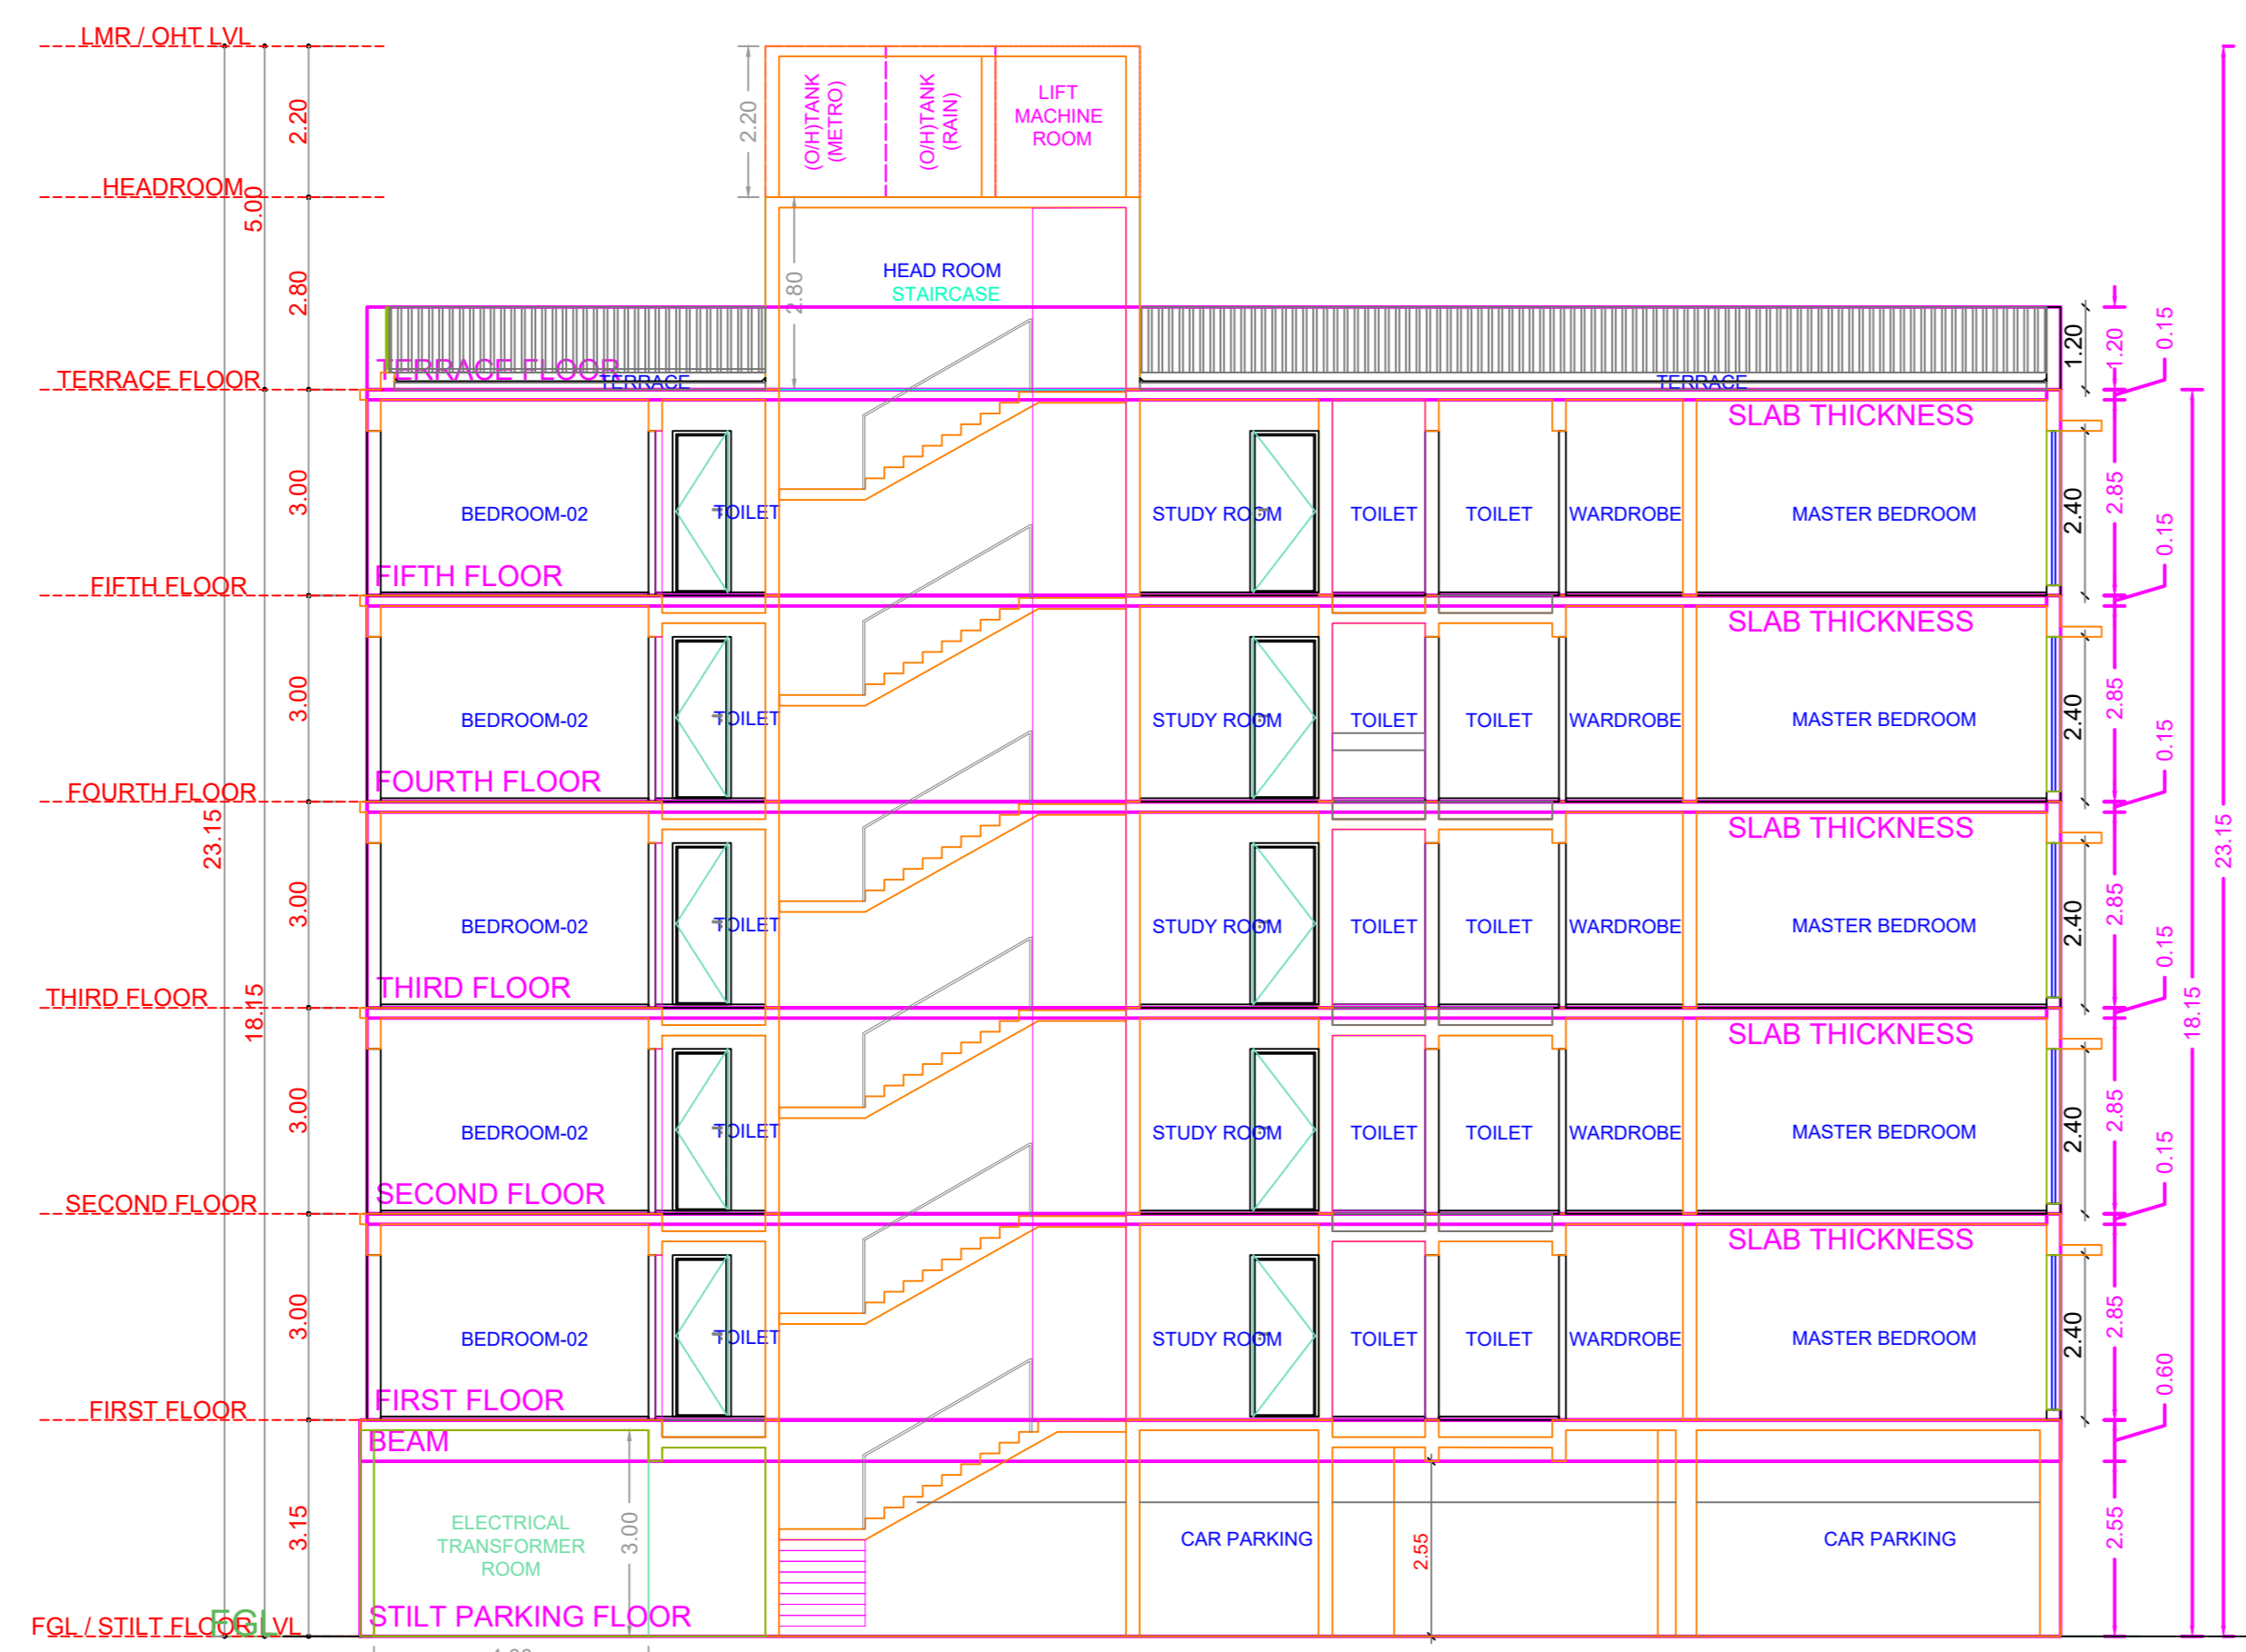 LMR / OHT LVL
2.20
2.20
(O/H)TANK
(METRO)
(O/H)TANK
(RAIN)
LIFT
MACHINE
ROOM
HEADROOM
5.00
2.80
2.80
HEAD ROOM
STAIRCASE
1.20
1.20
0.15
TERRACE FLOOR
TERRACE FLOOR
TERRACE
TERRACE
SLAB THICKNESS
3.00
BEDROOM-02
TOILET
STUDY ROOM
TOILET
TOILET
WARDROBE
MASTER BEDROOM
2.40
2.85
0.15
FIFTH FLOOR
FIFTH FLOOR
SLAB THICKNESS
3.00
BEDROOM-02
TOILET
STUDY ROOM
TOILET
TOILET
WARDROBE
MASTER BEDROOM
2.40
2.85
0.15
FOURTH FLOOR
FOURTH FLOOR
23.15
SLAB THICKNESS
23.15
3.00
BEDROOM-02
TOILET
STUDY ROOM
TOILET
TOILET
WARDROBE
MASTER BEDROOM
2.40
2.85
0.15
THIRD FLOOR
THIRD FLOOR
18.15
SLAB THICKNESS
18.15
3.00
BEDROOM-02
TOILET
STUDY ROOM
TOILET
TOILET
WARDROBE
MASTER BEDROOM
2.40
2.85
0.15
SECOND FLOOR
SECOND FLOOR
SLAB THICKNESS
3.00
BEDROOM-02
TOILET
STUDY ROOM
TOILET
TOILET
WARDROBE
MASTER BEDROOM
2.40
2.85
0.60
FIRST FLOOR
FIRST FLOOR
BEAM
3.15
ELECTRICAL
TRANSFORMER
ROOM
3.00
CAR PARKING
2.55
CAR PARKING
2.55
FGL / STILT FLOOR LVL
FGL
STILT PARKING FLOOR